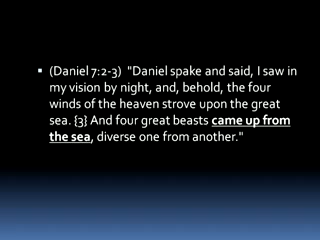 ▪ (Daniel 7:2-3) "Daniel spake and said, I saw in
my vision by night, and, behold, the four
winds of the heaven strove upon the great
sea. {3} And four great beasts came up from
the sea, diverse one from another."